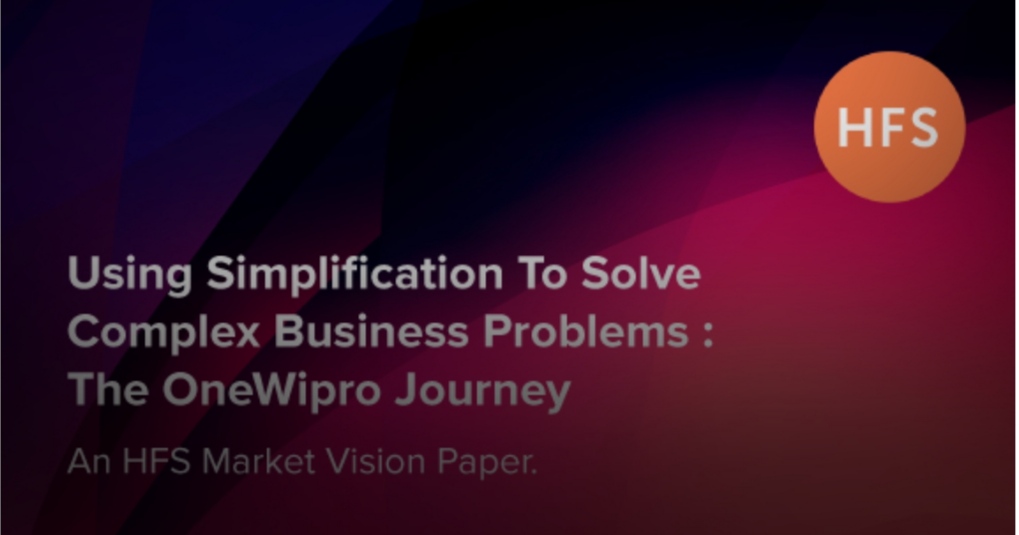 HFS
Using Simplification To Solve
Complex Business Problems :
The OneWipro Journey
An HFS Market Vision Paper.